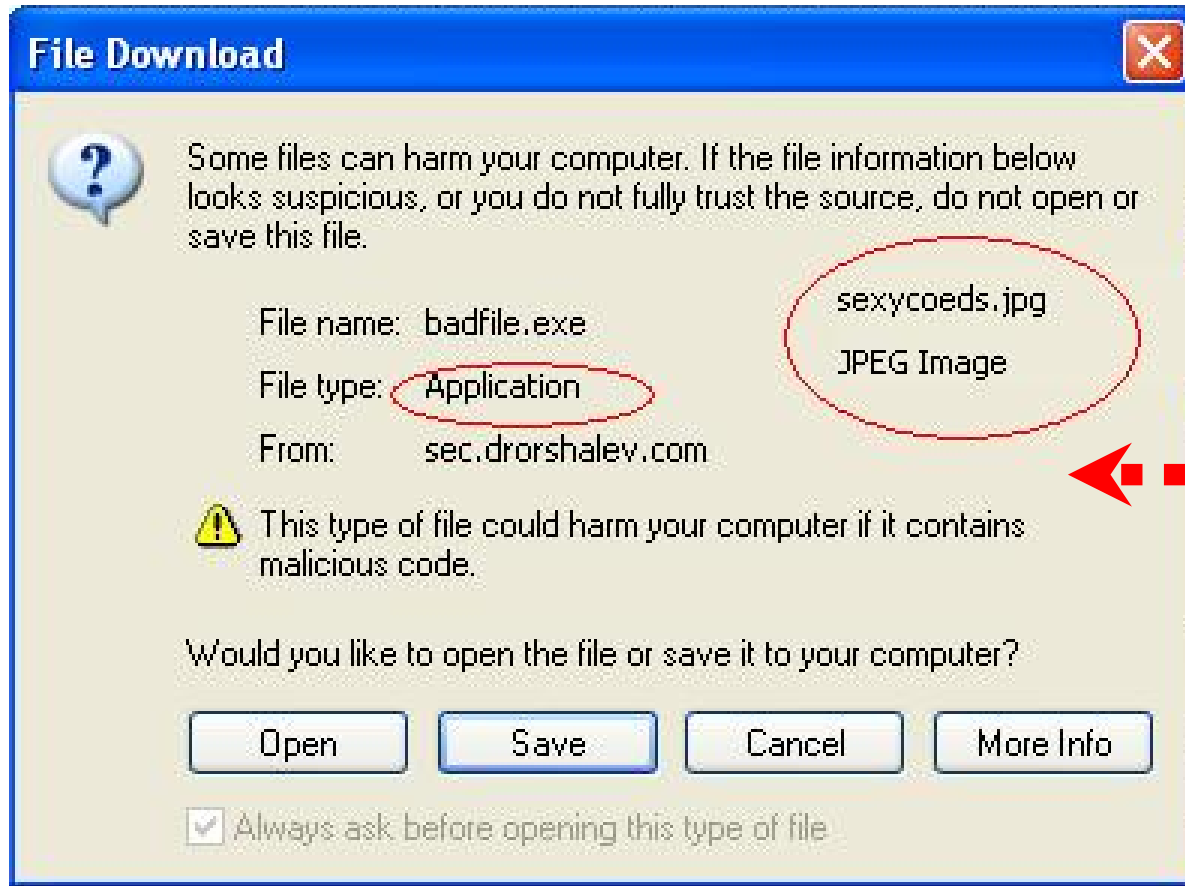 File Download
Some files can harm your computer. If the file information below
looks suspicious, or you do not fully trust the source, do not open or
save this file.
sexycoeds.jpg
File name: badfile.exe
JPEG Image
File type: Application
From: sec.drorshalev.com
This type of file could harm your computer if it contains
malicious code.
Would you like to open the file or save it to your computer?
Open Save Cancel More Info
Always ask before opening this type of file